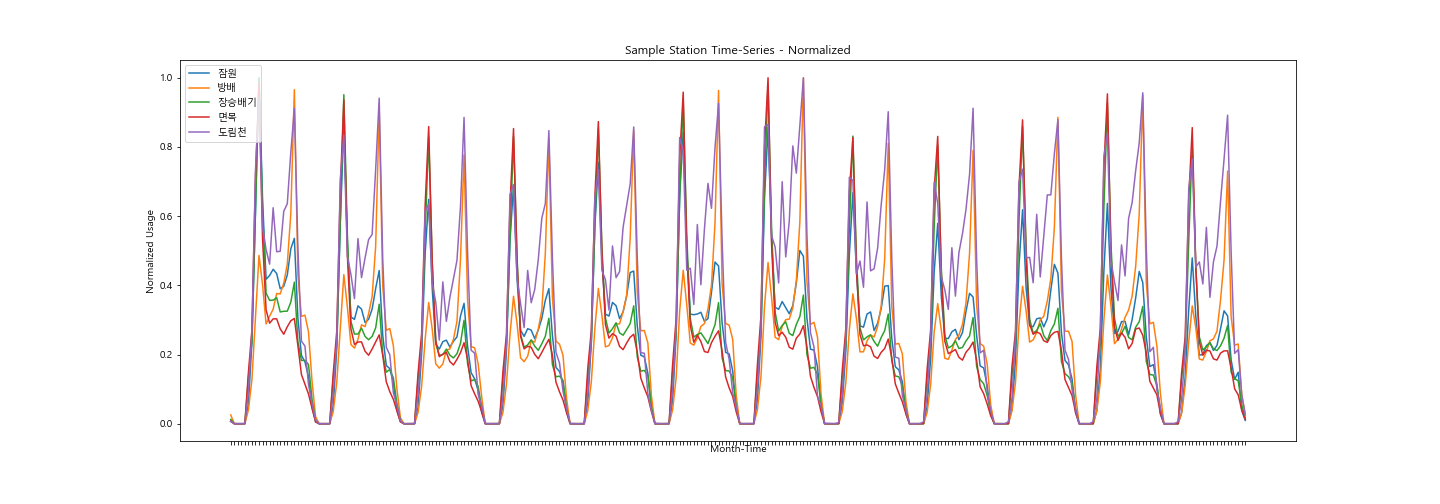 Sample Station Time-Series - Normalized
1.0
0.8
0.6
0.4
0.2
0.0
Normalized Usage
Month-Time
잠원
방배
장승배기
면목
도림천